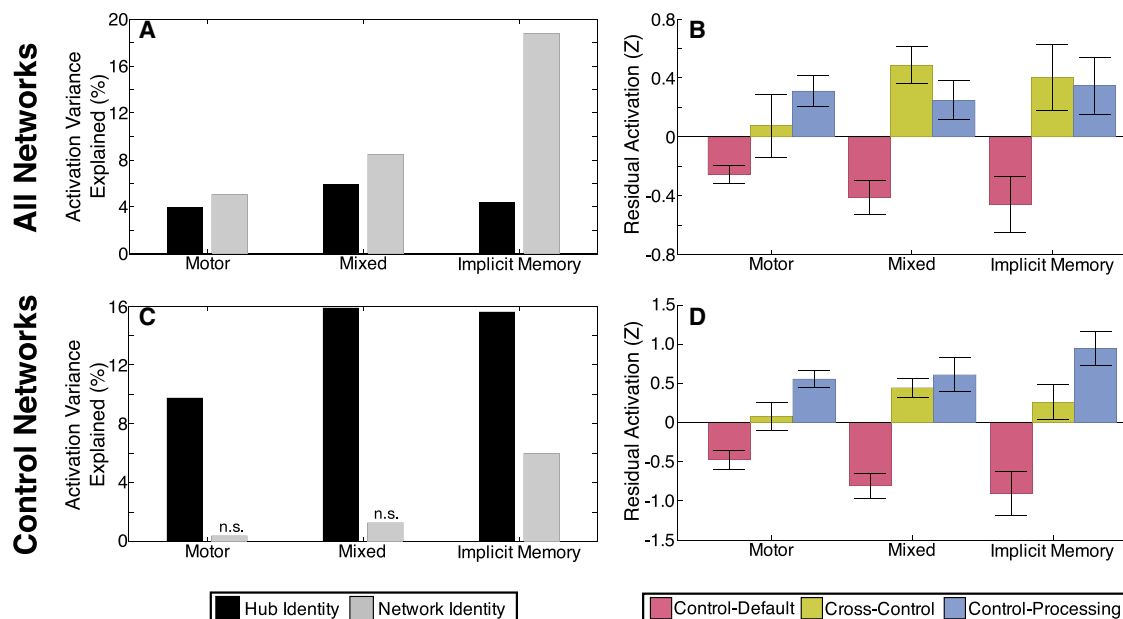 All Networks
A
Activation Variance
Explained (%)
20
16
12
8
4
0
Motor
Mixed
Implicit Memory
B
Residual Activation (Z)
0.4
0
-0.4
-0.8
Motor
Mixed
Implicit Memory
Control Networks
C
Activation Variance
Explained (%)
16
12
8
4
0
n.s.
n.s.
Motor
Mixed
Implicit Memory
D
Residual Activation (Z)
1.5
1.0
0.5
0
-0.5
-1.0
-1.5
Motor
Mixed
Implicit Memory
Hub Identity
Network Identity
Control-Default
Cross-Control
Control-Processing